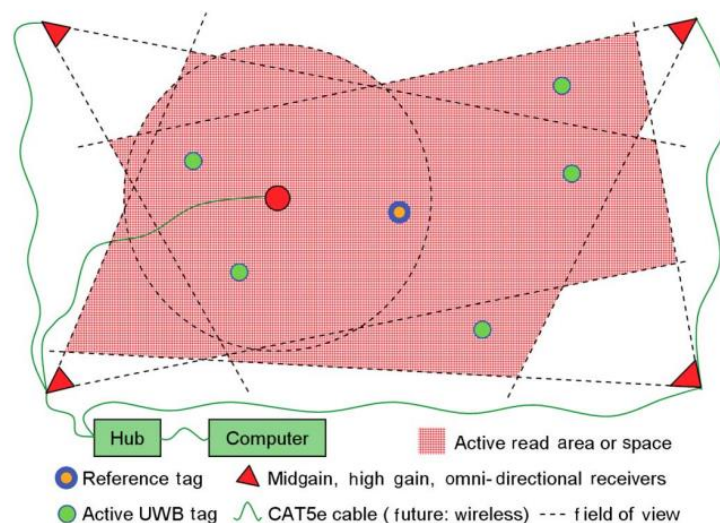 Hub
Computer
Active read area or space
Reference tag
Midgain, high gain, omni-directional receivers
Active UWB tag
CAT5e cable ( future: wireless)
field of view